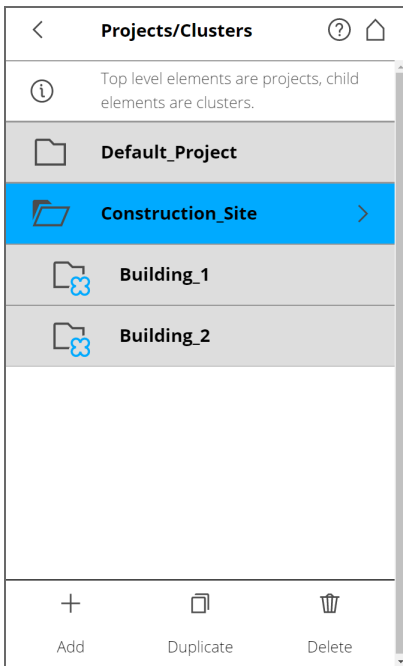 Projects/Clusters
Top level elements are projects, child
elements are clusters.
Default_Project
Construction_Site
Building_1
Building_2
Add Duplicate Delete